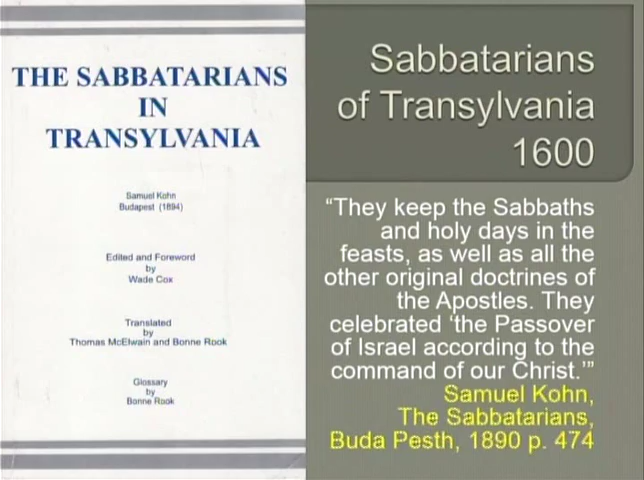 THE SABBATARIANS
IN
TRANSYLVANIA
Samuel Kohn
Budapest (1894)
Edited and Foreword
by
Wade Cox
Translated
by
Thomas McElwain and Bonne Rook
Glossary
by
Bonne Rook
Sabbatarians
of Transylvania
1600
“They keep the Sabbaths
and holy days in the
feasts, as well as all the
other original doctrines of
the Apostles. They
celebrated ‘the Passover
of Israel according to the
command of our Christ.’”
Samuel Kohn,
The Sabbatarians,
Buda Pesth, 1890 p. 474